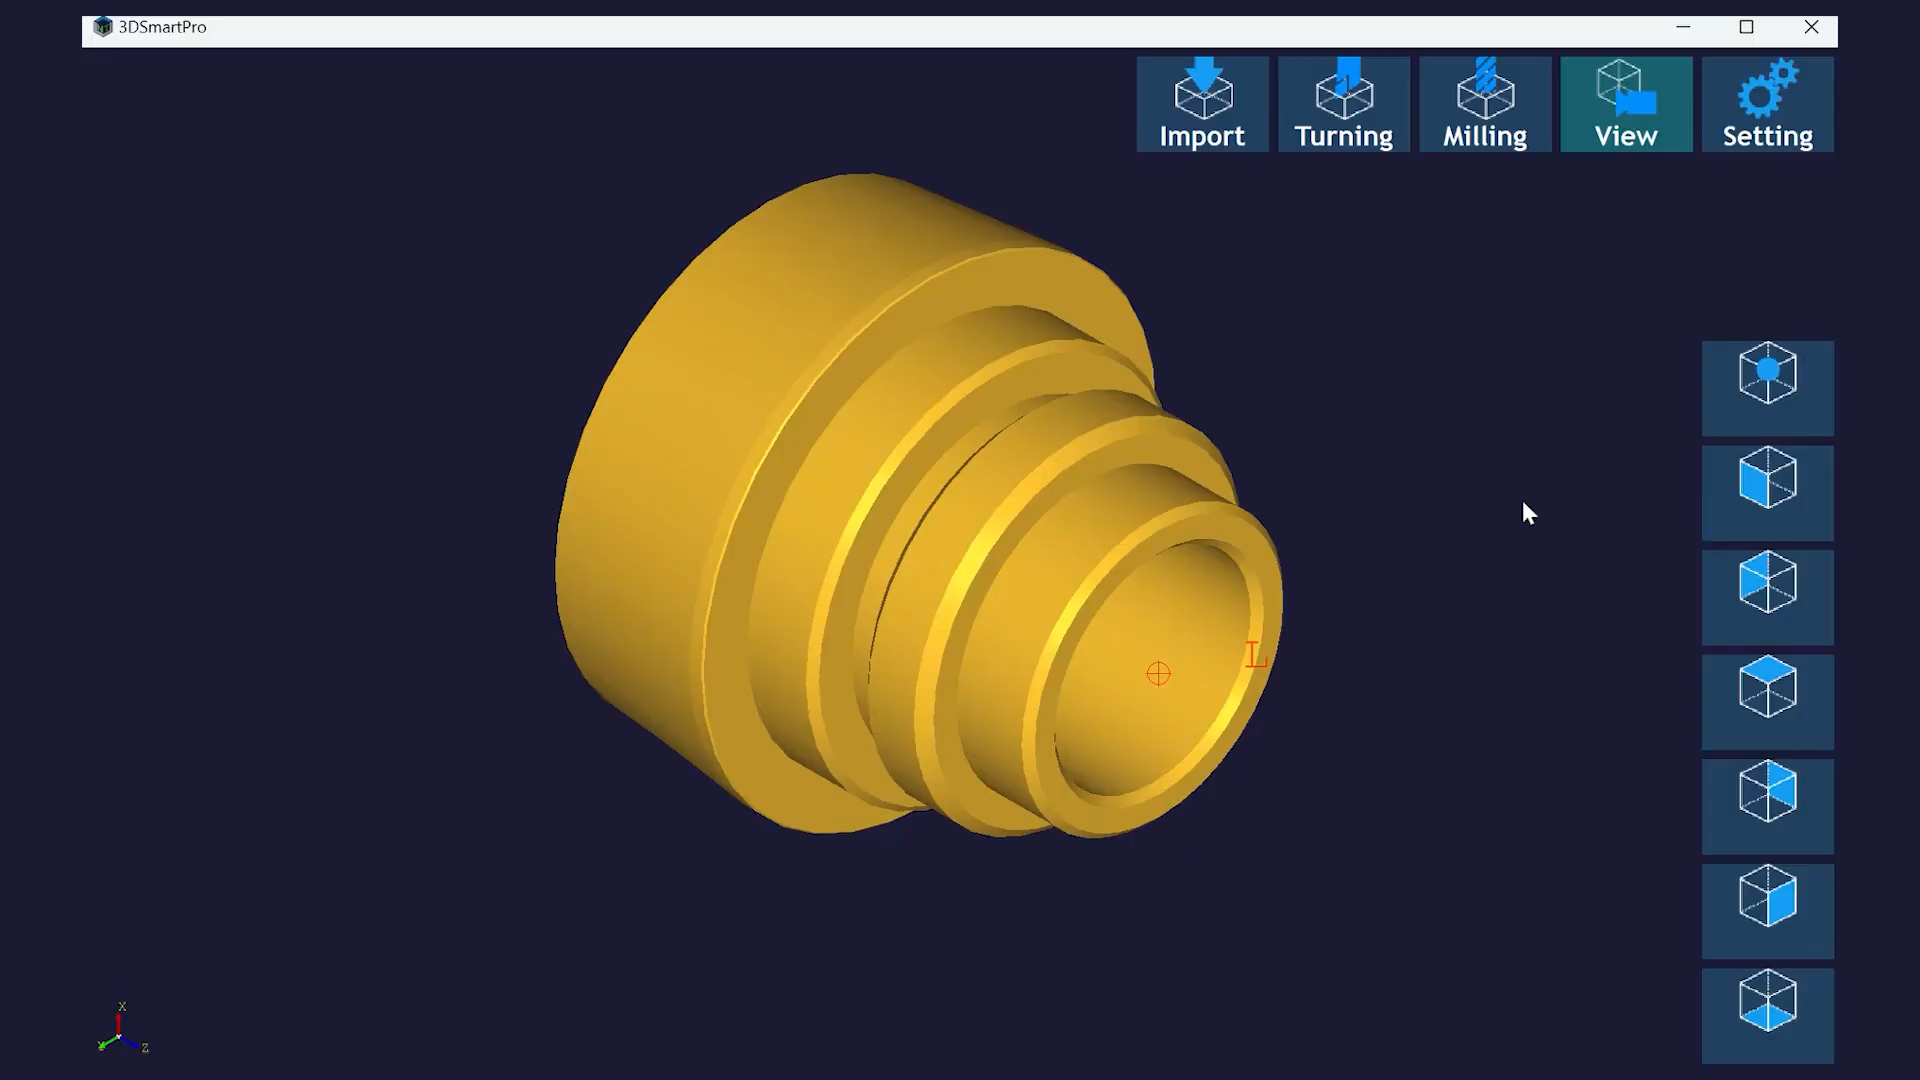 3DSmartPro
Import
Turning
Milling
View
Setting
L
X
Y
Z